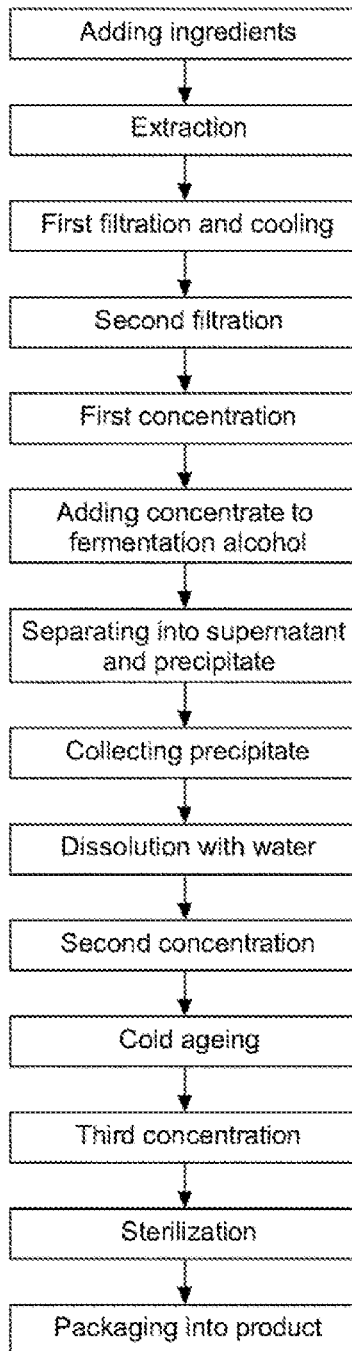 Adding ingredients
Extraction
First filtration and cooling
Second filtration
First concentration
Adding concentrate to
fermentation alcohol
Separating into supernatant
and precipitate
Collecting precipitate
Dissolution with water
Second concentration
Cold ageing
Third concentration
Sterilization
Packaging into product